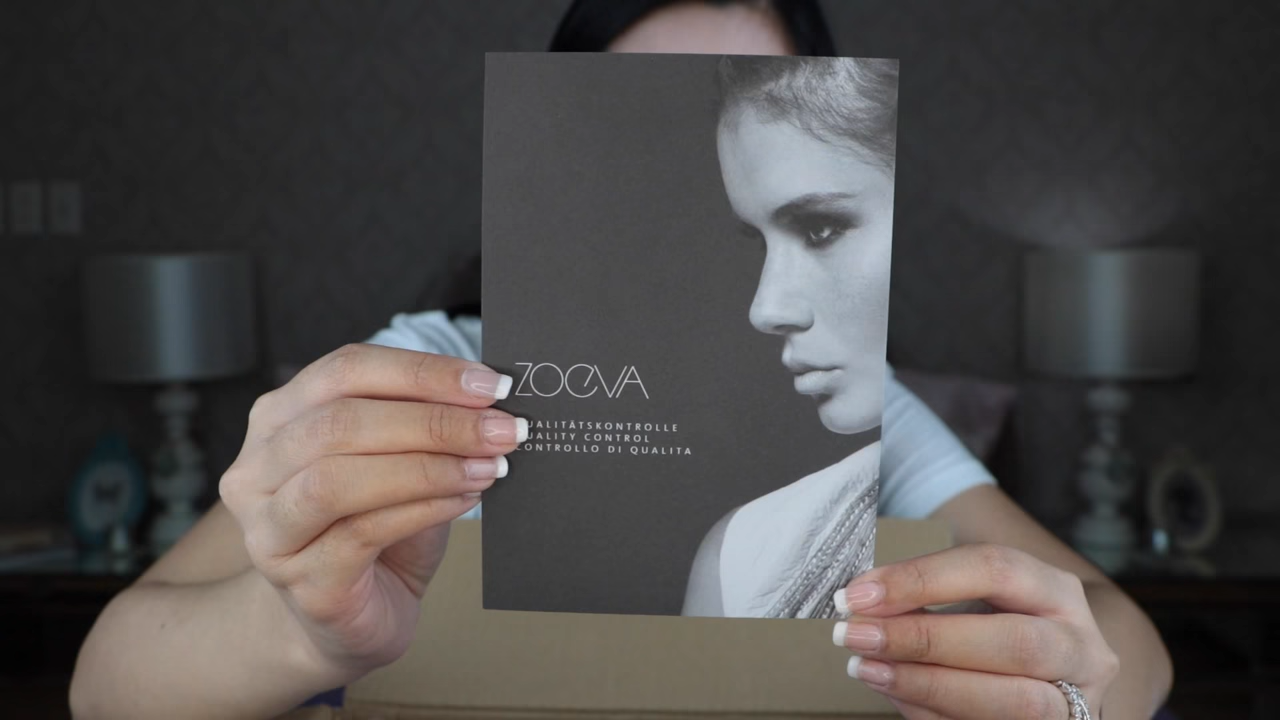 ZOEVA
UALITÄTSKONTROLLE
UALITY CONTROL
CONTROLLO DI QUALITA